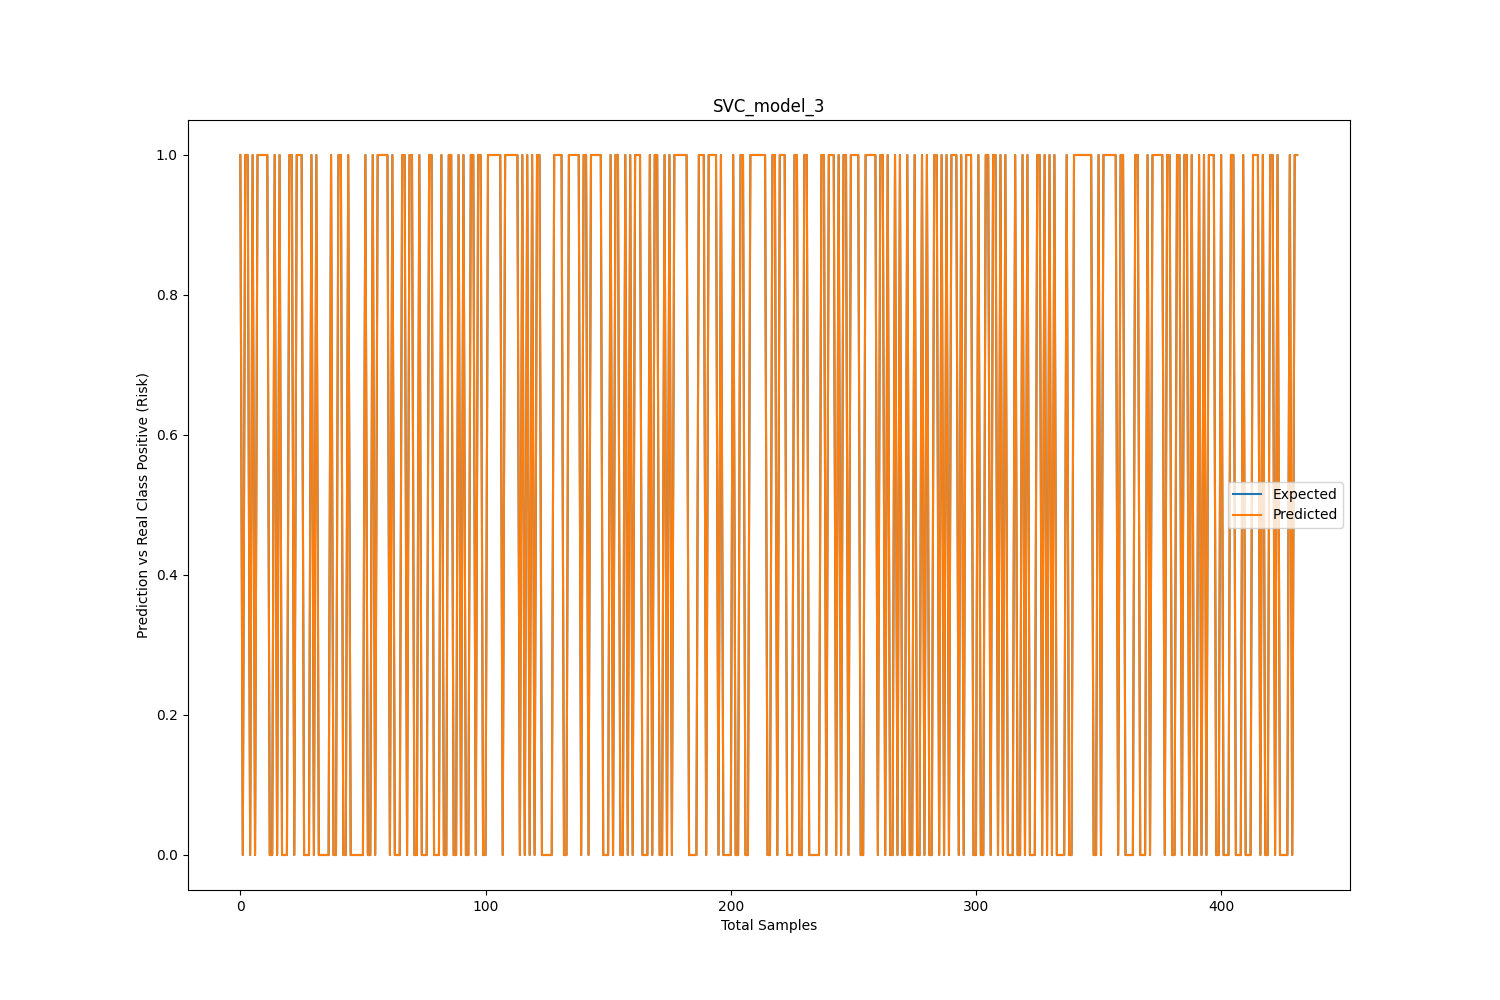 SVC_model_3
1.0
0.8
0.6
0.4
0.2
0.0
Prediction vs Real Class Positive (Risk)
Expected
Predicted
0 100 200 300 400
Total Samples